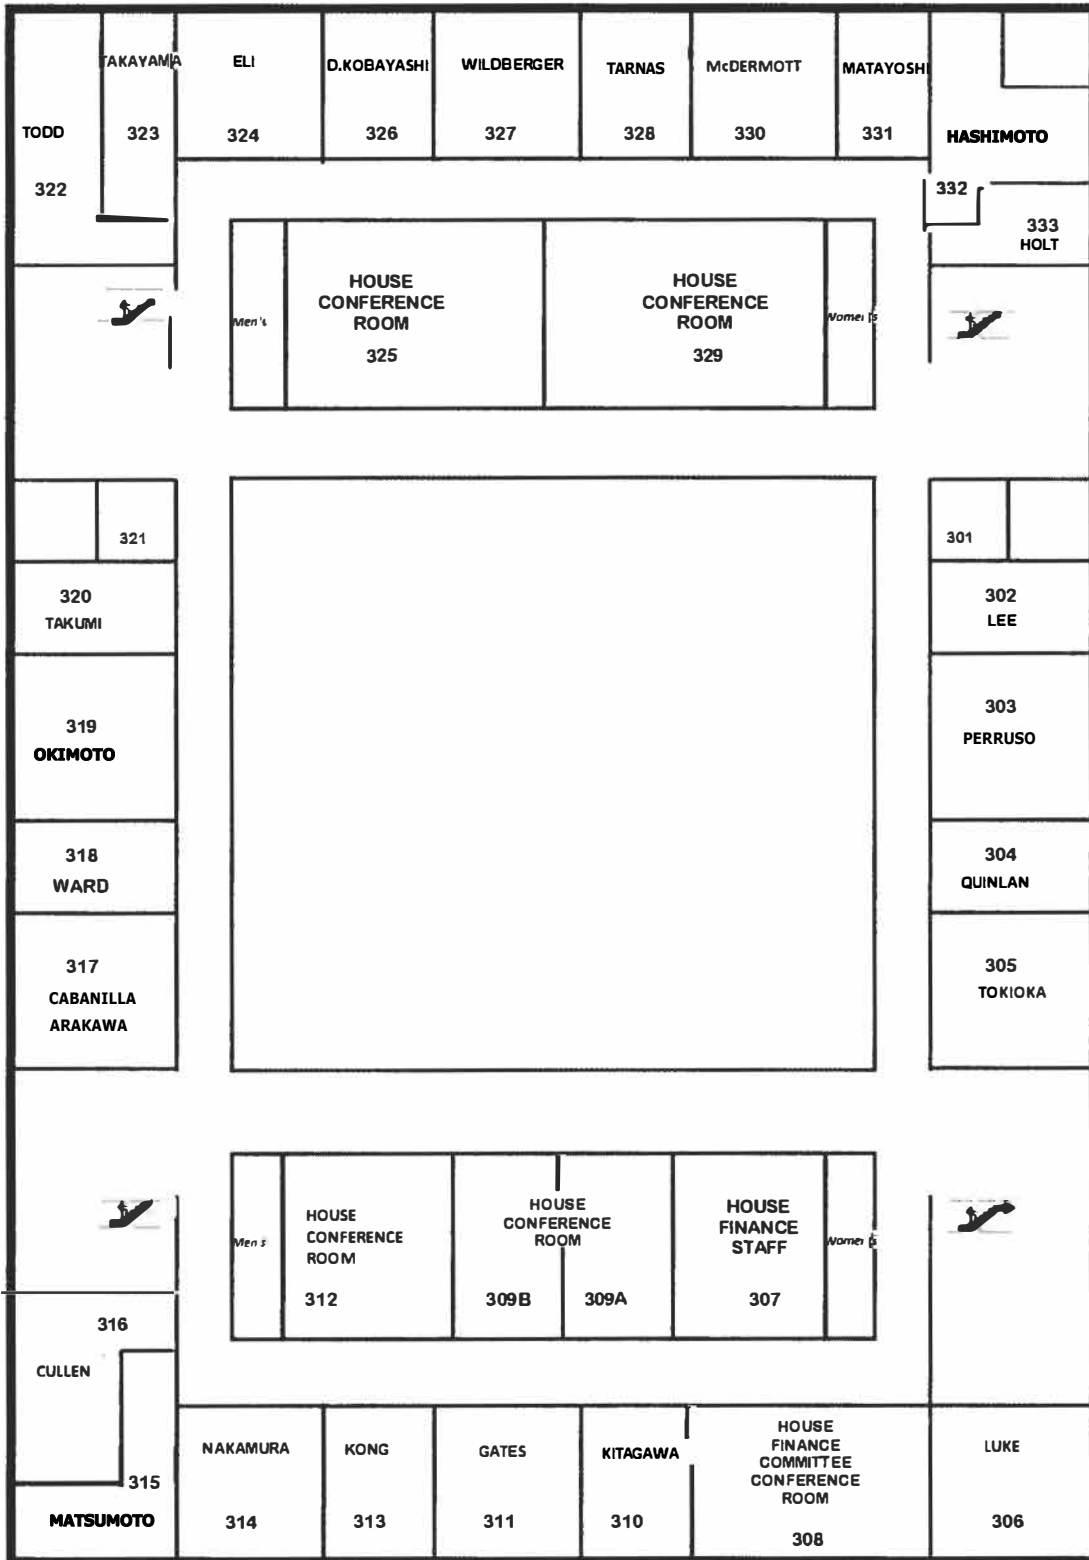 TAKAYAMA
323
ELI
324
D.KOBAYASHI
326
WILDBERGER
327
TARNAS
328
McDERMOTT
330
MATAYOSHI
331
TODD
322
HASHIMOTO
332
333
HOLT
Men's
HOUSE
CONFERENCE
ROOM
325
HOUSE
CONFERENCE
ROOM
329
321
301
320
TAKUMI
302
LEE
319
OKIMOTO
303
PERRUSO
318
WARD
304
QUINLAN
317
CABANILLA
ARAKAWA
305
TOKIOKA
Men s
HOUSE
CONFERENCE
ROOM
312
HOUSE
CONFERENCE
ROOM
309B 309A
HOUSE
FINANCE
STAFF
307
316
CULLEN
315
MATSUMOTO
NAKAMURA
314
KONG
313
GATES
311
KITAGAWA
310
HOUSE
FINANCE
COMMITTEE
CONFERENCE
ROOM
308
LUKE
306